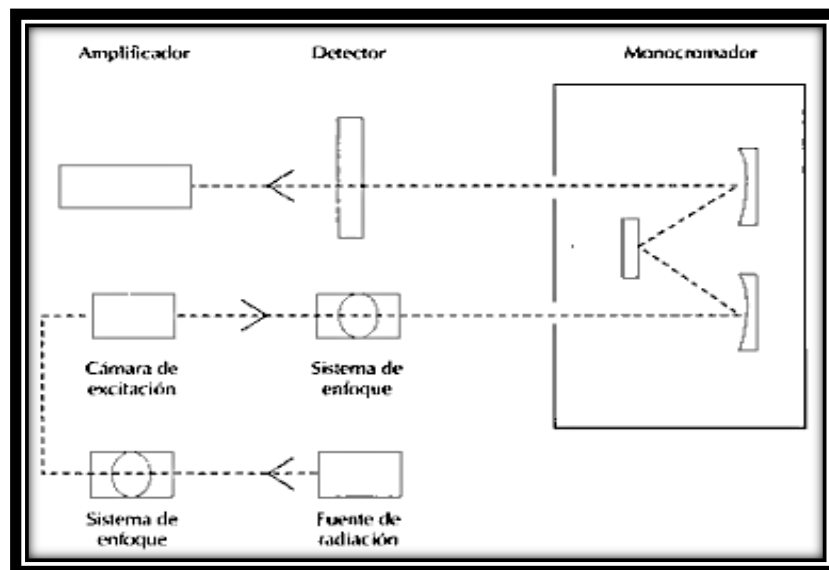 Amplificador
Detector
Monocromador
Cámara de
excitación
Sistema de
enfoque
Sistema de
enfoque
Fuente de
radiación